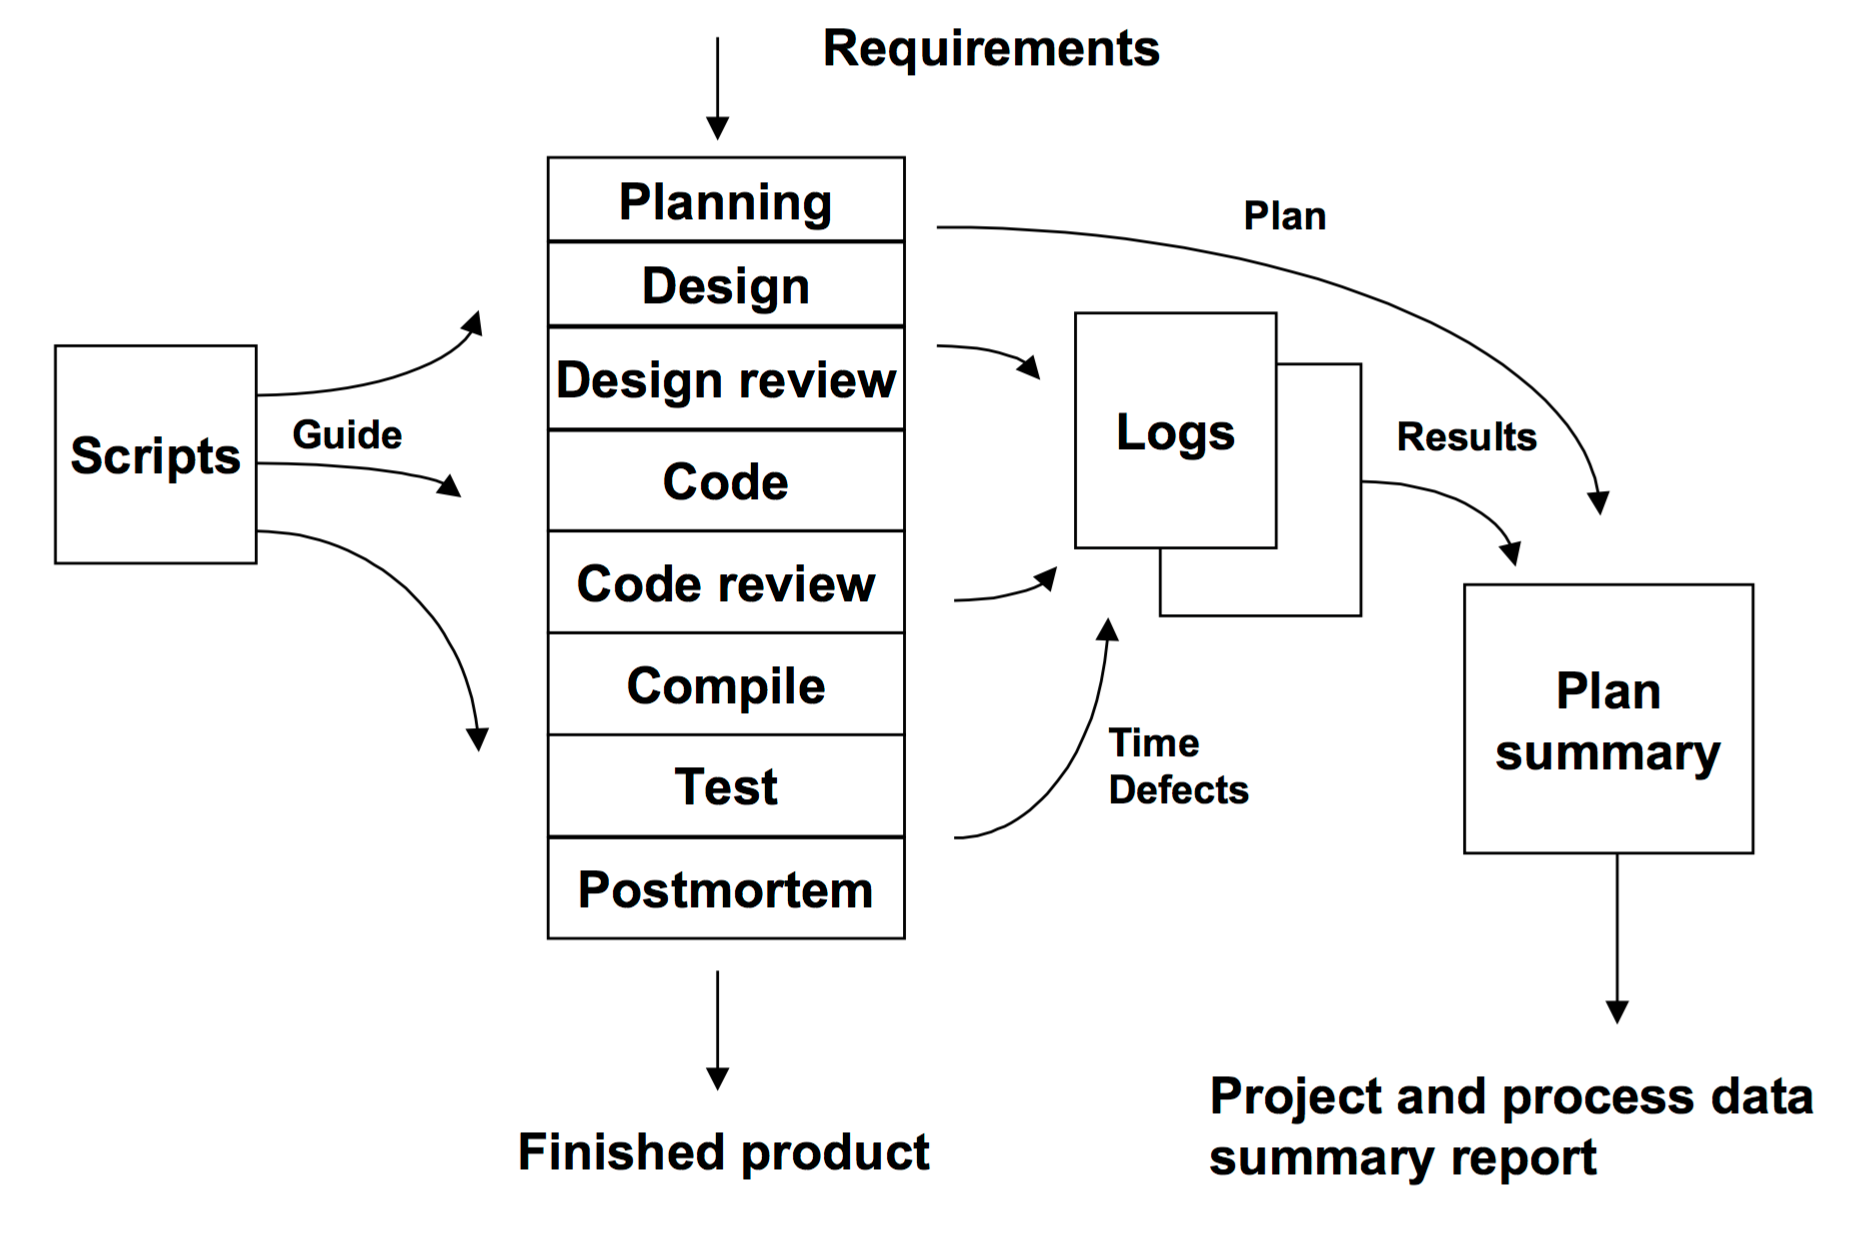 Requirements
Planning
Design
Design review
Code
Code review
Compile
Test
Postmortem
Finished product
Scripts
Guide
Plan
Logs
Results
Time
Defects
Plan
summary
Project and process data
summary report